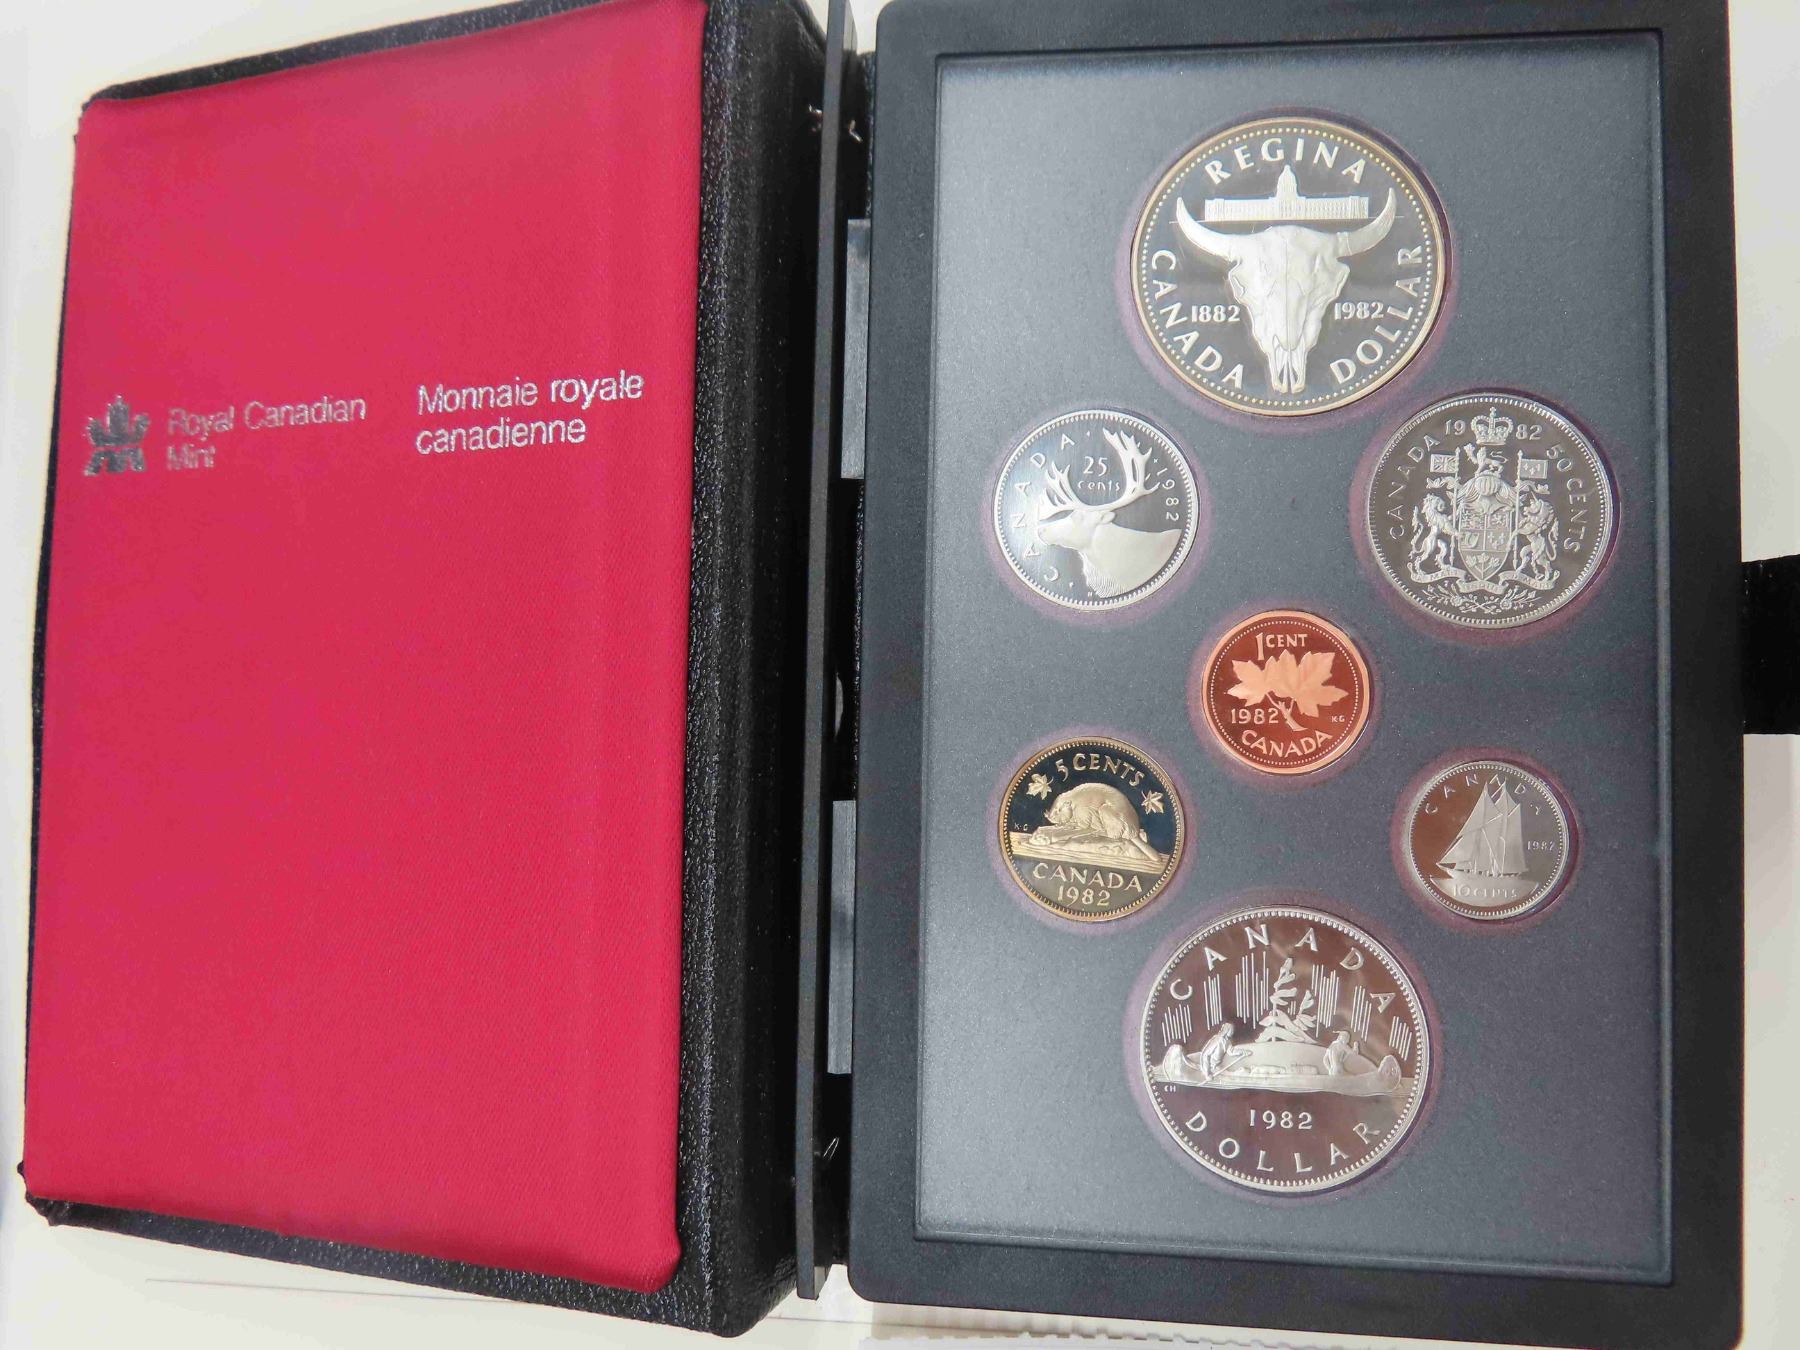 Royal Canadian
Mint
Monnaie royale
canadienne
REGINA
CANADA
DOLLAR
1882
1982
CANADA
25
cents
1982
CANADA
1982
50 CENTS
1 CENT
1982
K·G
CANADA
5 CENTS
K·G
CANADA
1982
CANADA
1982
10 CENTS
CANADA
CH
1982
DOLLAR